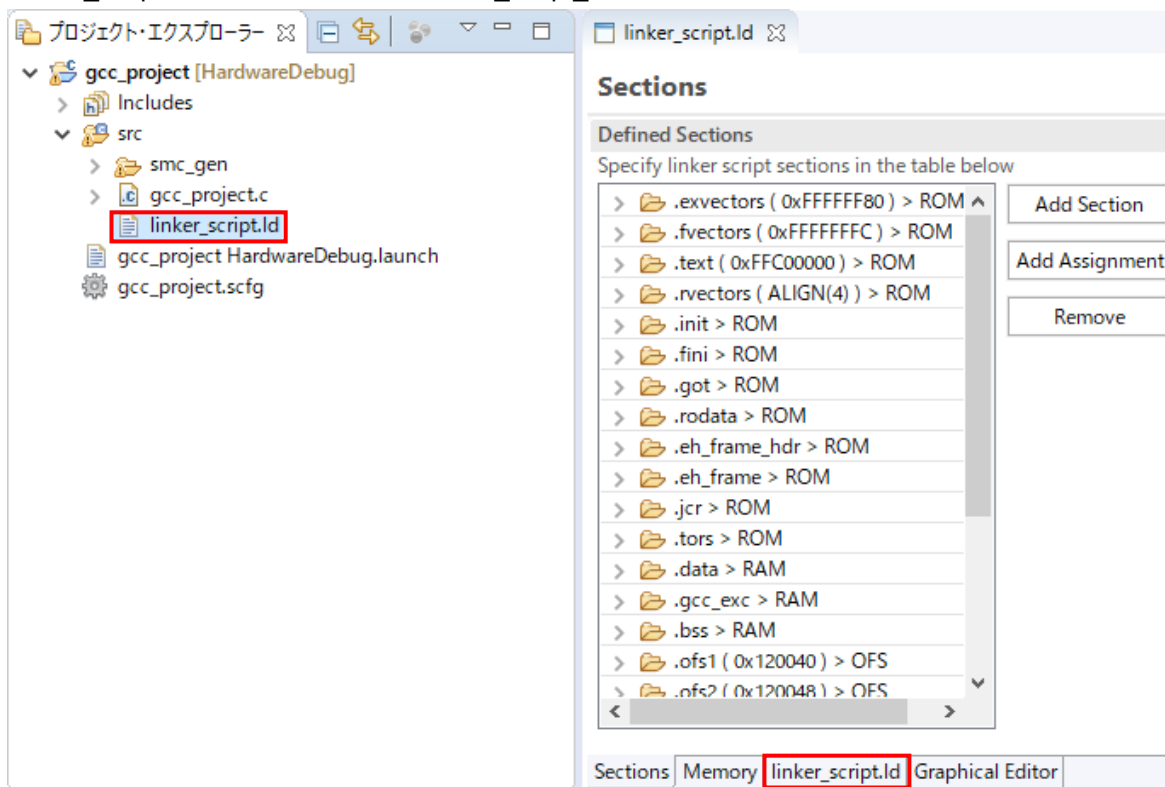 プロジェクト・エクスプローラー
gcc_project [HardwareDebug]
Includes
src
smc_gen
gcc_project.c
linker_script.ld
gcc_project HardwareDebug.launch
gcc_project.scfg
linker_script.ld
Sections
Defined Sections
Specify linker script sections in the table below
.exvectors ( 0xFFFFFF80 ) > ROM
.fvectors ( 0xFFFFFFFC ) > ROM
.text ( 0xFFC00000 ) > ROM
.rvectors ( ALIGN(4) ) > ROM
.init > ROM
.fini > ROM
.got > ROM
.rodata > ROM
.eh_frame_hdr > ROM
.eh_frame > ROM
.jcr > ROM
.tors > ROM
.data > RAM
.gcc_exc > RAM
.bss > RAM
.ofs1 ( 0x120040 ) > OFS
.ofs2 ( 0x120048 ) > OFS
Add Section
Add Assignment
Remove
Sections Memory linker_script.ld Graphical Editor